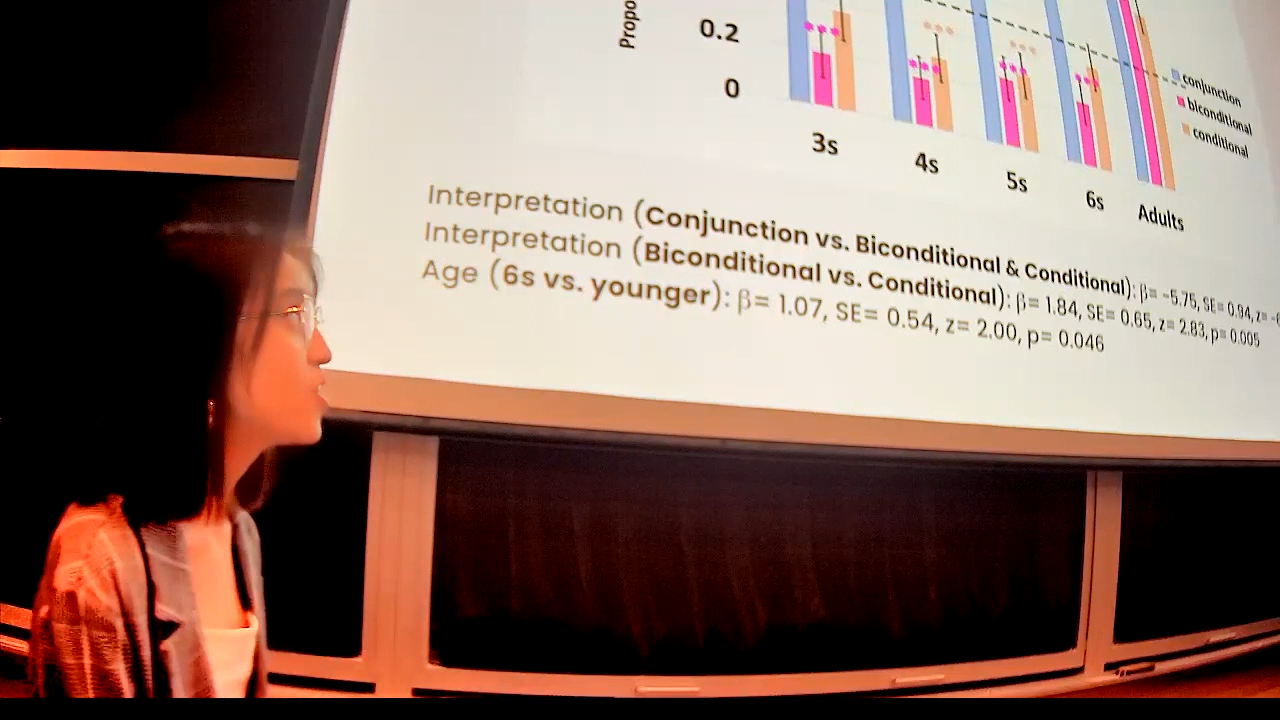 0.2
0
conjunction
biconditional
conditional
3s
4s
5s
6s
Adults
Interpretation (Conjunction vs. Biconditional & Conditional): β= -5.75, SE= 0.94, z=
Interpretation (Biconditional vs. Conditional): β= 1.84, SE= 0.65, z= 2.83, p= 0.005
Age (6s vs. younger): β= 1.07, SE= 0.54, z= 2.00, p= 0.046